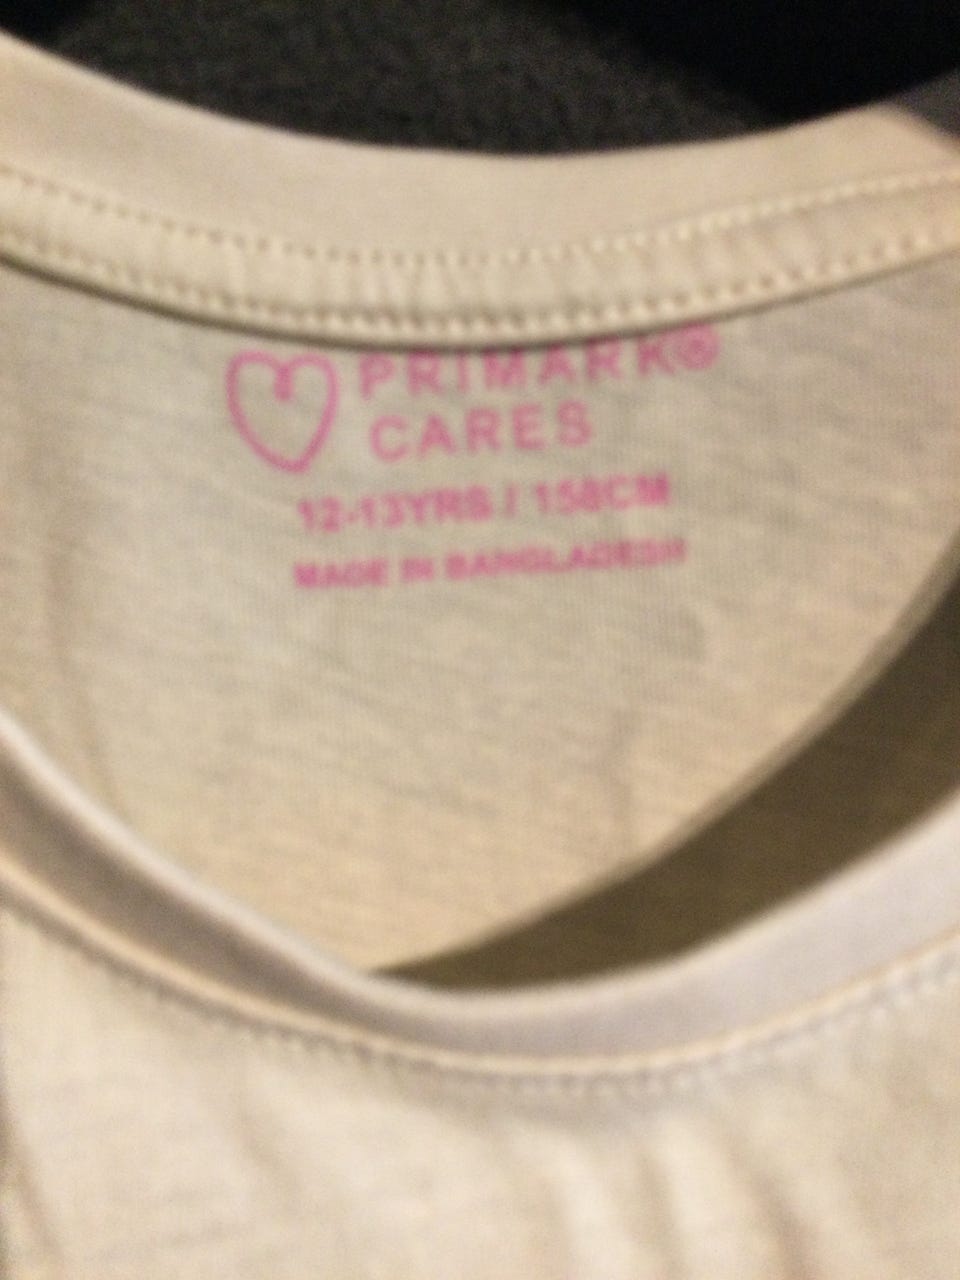 PRIMARK®
CARES
12-13YRS / 158CM
MADE IN BANGLADESH